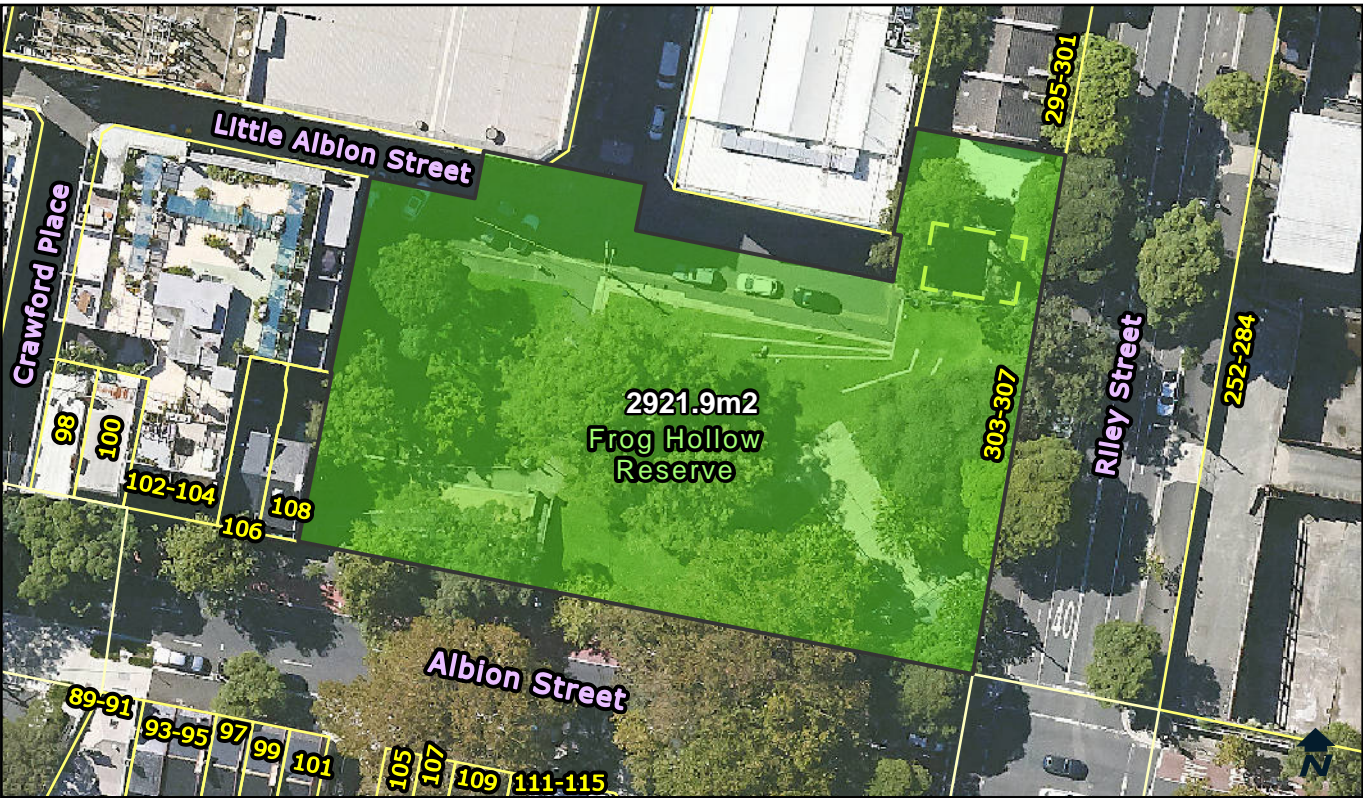 295-301
Little Albion Street
Crawford Place
252-284
Riley Street
303-307
2921.9m2
Frog Hollow
Reserve
98
100
102-104
106
108
40
Albion Street
89-91
93-95
97
99
101
105
107
109
111-115
N